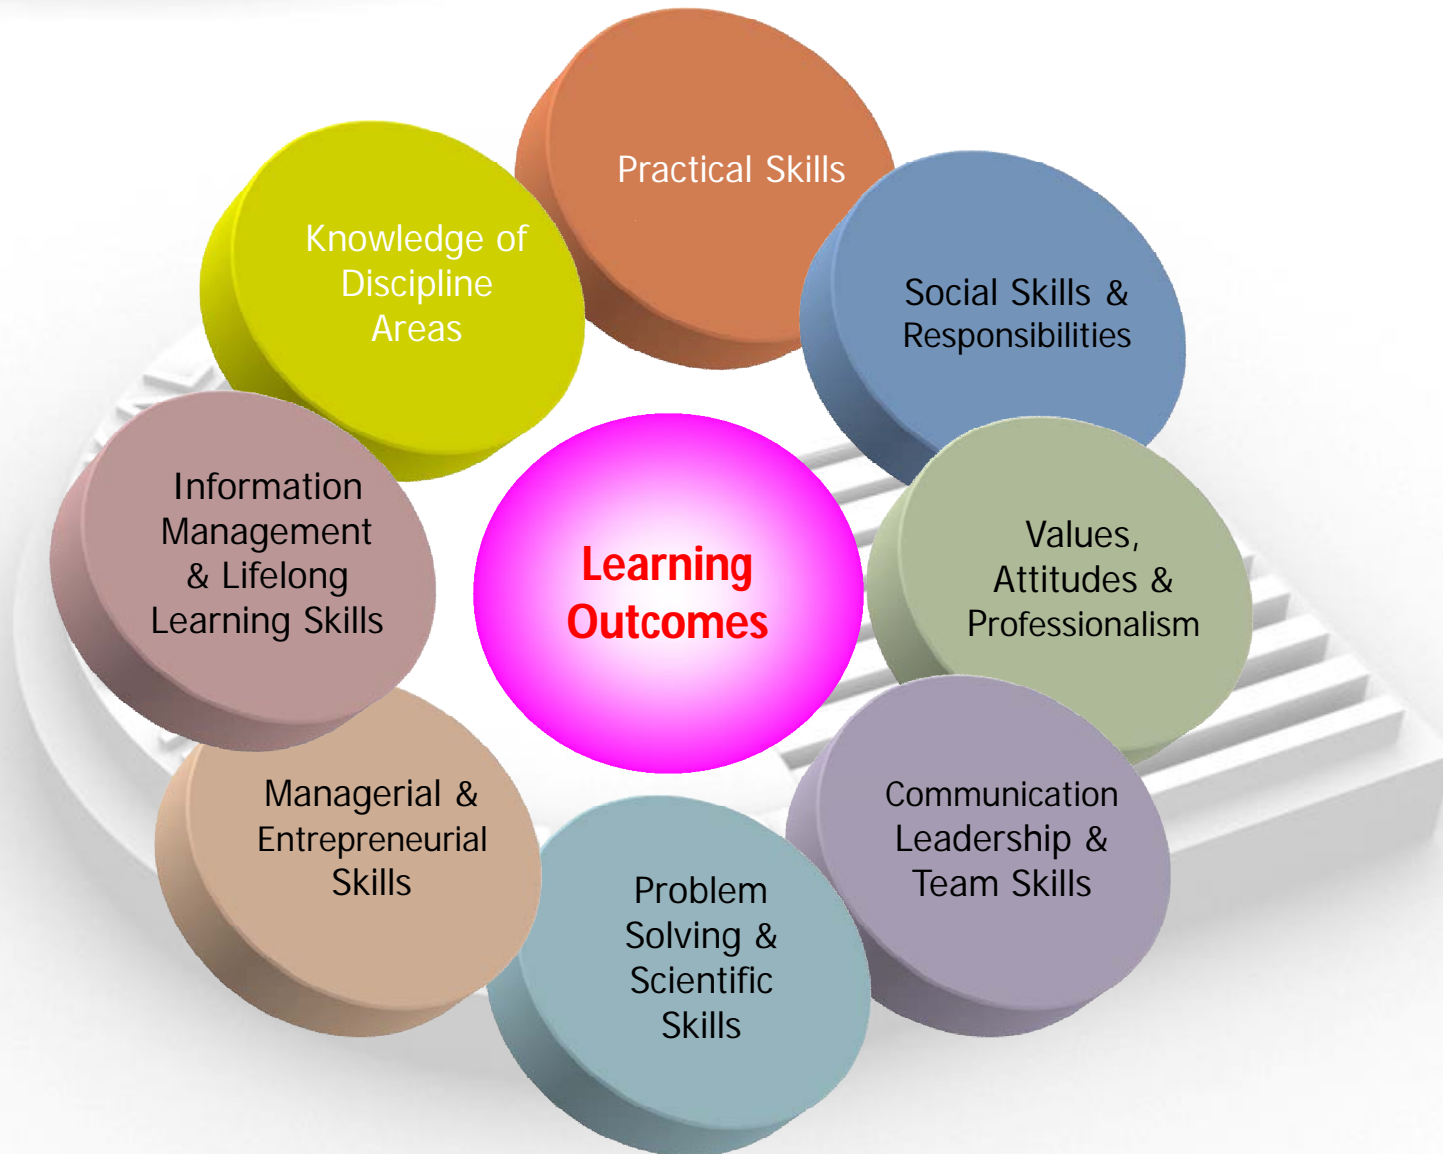 Practical Skills
Knowledge of
Discipline
Areas
Social Skills &
Responsibilities
Information
Management
& Lifelong
Learning Skills
Learning
Outcomes
Values,
Attitudes &
Professionalism
Managerial &
Entrepreneurial
Skills
Communication
Leadership &
Team Skills
Problem
Solving &
Scientific
Skills